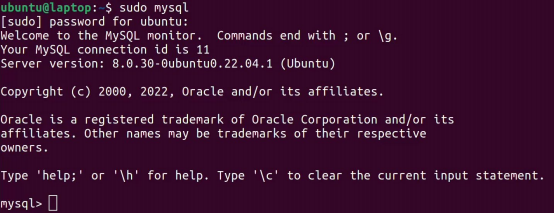 ubuntu@laptop:~$ sudo mysql
[sudo] password for ubuntu:
Welcome to the MySQL monitor.  Commands end with ; or \g.
Your MySQL connection id is 11
Server version: 8.0.30-0ubuntu0.22.04.1 (Ubuntu)

Copyright (c) 2000, 2022, Oracle and/or its affiliates.

Oracle is a registered trademark of Oracle Corporation and/or its
affiliates. Other names may be trademarks of their respective
owners.

Type 'help;' or '\h' for help. Type '\c' to clear the current input statement.

mysql>